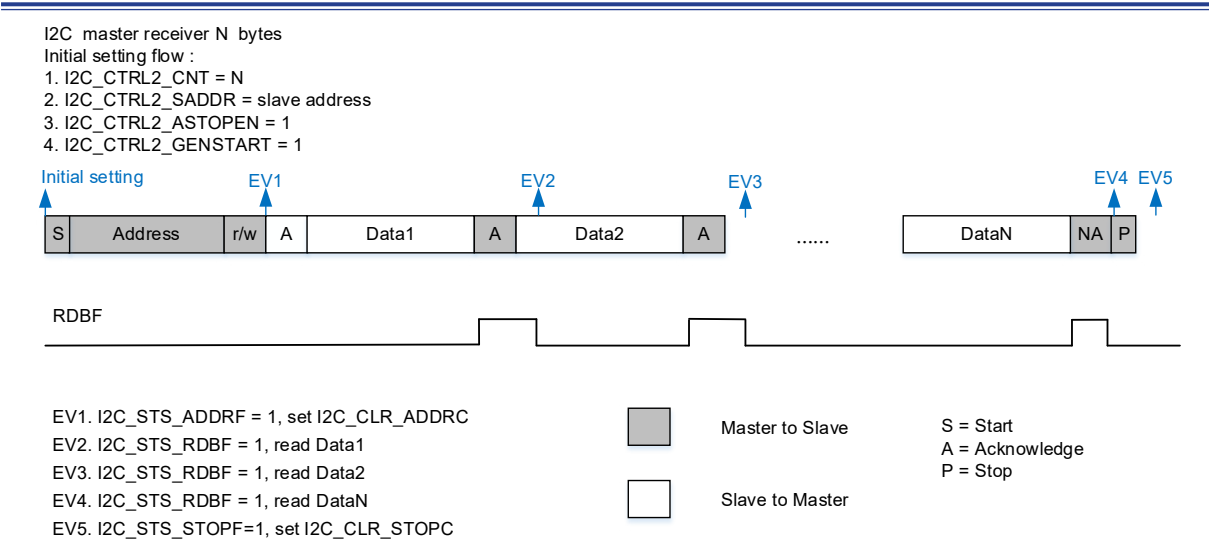 I2C master receiver N bytes
Initial setting flow :
1. I2C_CTRL2_CNT = N
2. I2C_CTRL2_SADDR = slave address
3. I2C_CTRL2_ASTOPEN = 1
4. I2C_CTRL2_GENSTART = 1
Initial setting EV1 EV2 EV3 EV4 EV5
S Address r/w A Data1 A Data2 A ...... DataN NA P
RDBF
EV1. I2C_STS_ADDRF = 1, set I2C_CLR_ADDRC
EV2. I2C_STS_RDBF = 1, read Data1
EV3. I2C_STS_RDBF = 1, read Data2
EV4. I2C_STS_RDBF = 1, read DataN
EV5. I2C_STS_STOPF=1, set I2C_CLR_STOPC
Master to Slave
Slave to Master
S = Start
A = Acknowledge
P = Stop